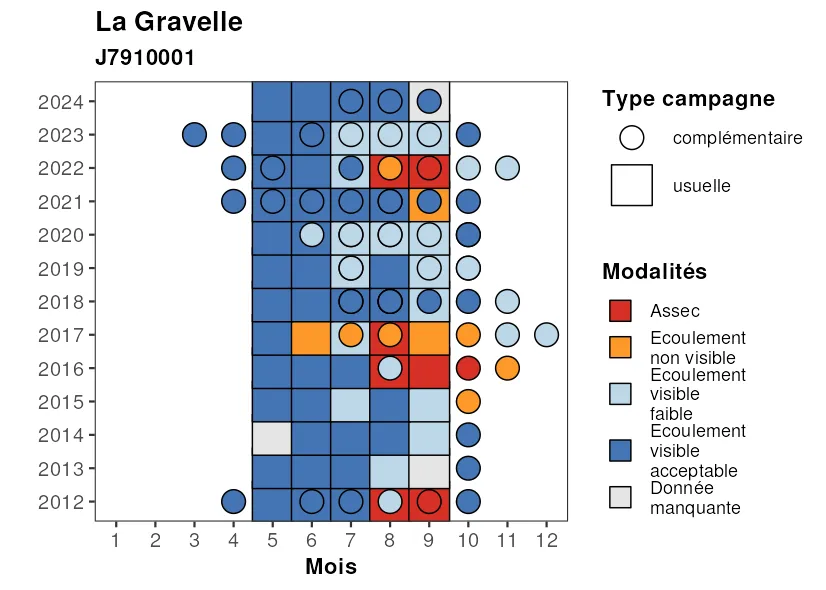 La Gravelle
J7910001
2024
2023
2022
2021
2020
2019
2018
2017
2016
2015
2014
2013
2012
1 2 3 4 5 6 7 8 9 10 11 12
Mois
Type campagne
complémentaire
usuelle
Modalités
Assec
Ecoulement
non visible
Ecoulement
visible
faible
Ecoulement
visible
acceptable
Donnée
manquante